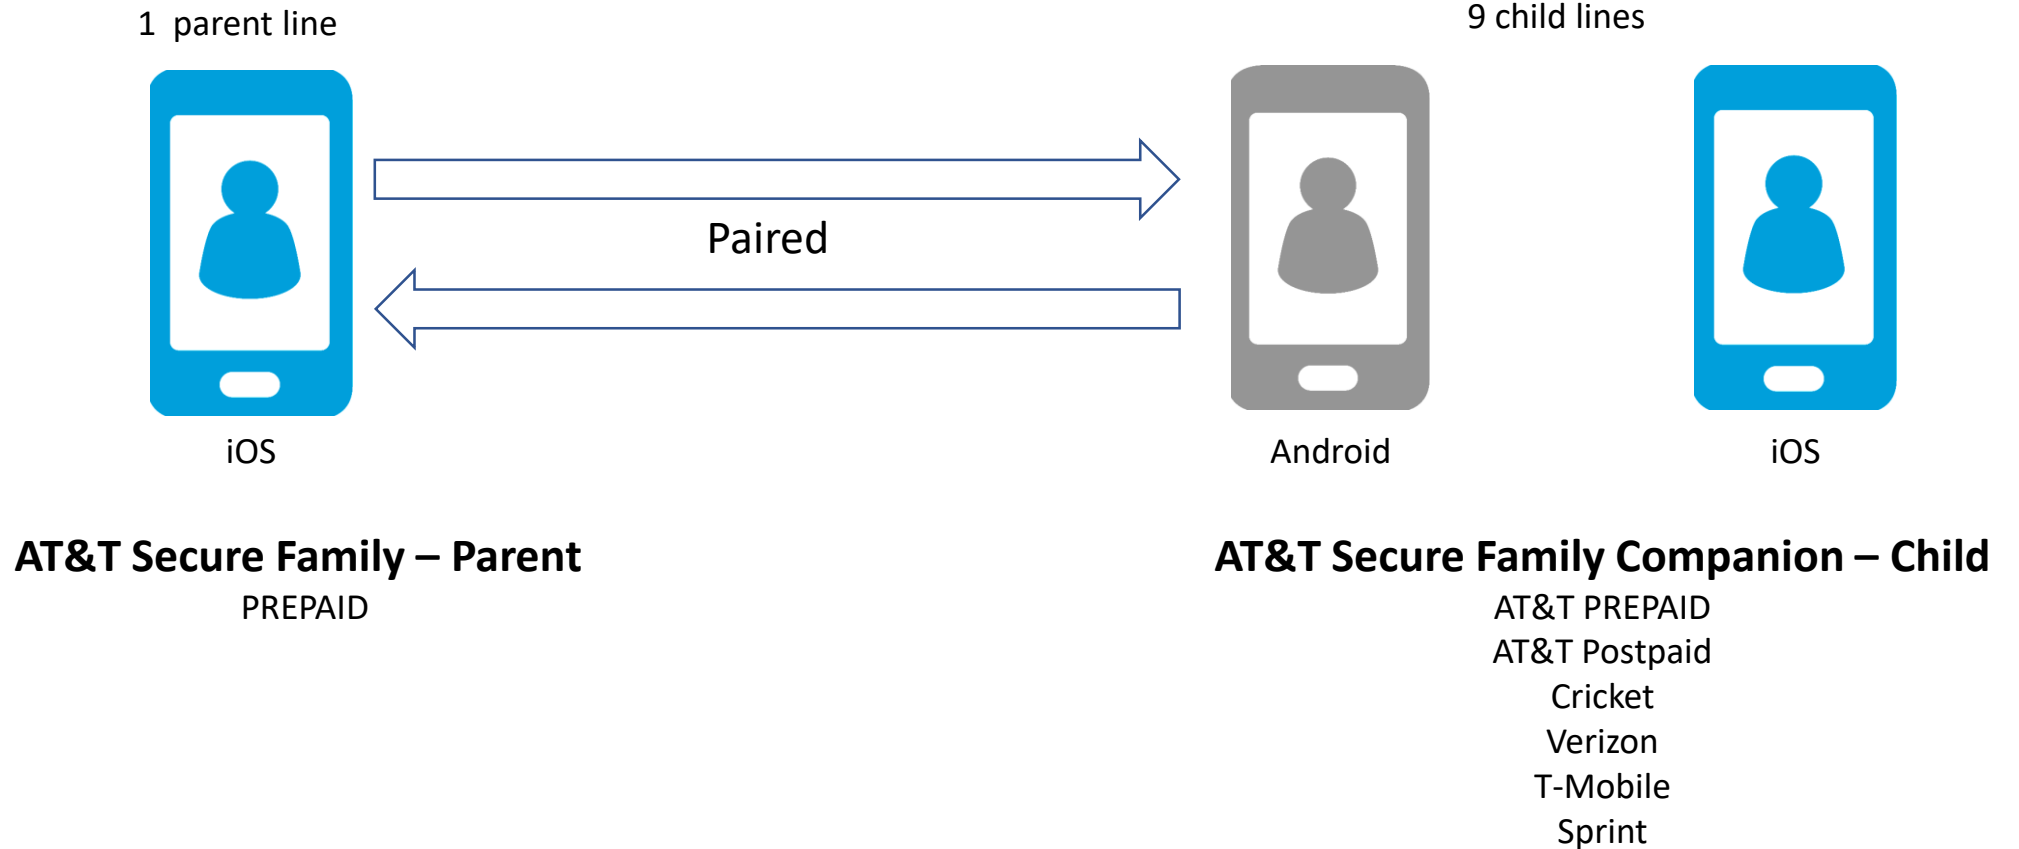 1 parent line
9 child lines
Paired
iOS
Android
iOS
AT&T Secure Family – Parent
PREPAID
AT&T Secure Family Companion – Child
AT&T PREPAID
AT&T Postpaid
Cricket
Verizon
T-Mobile
Sprint